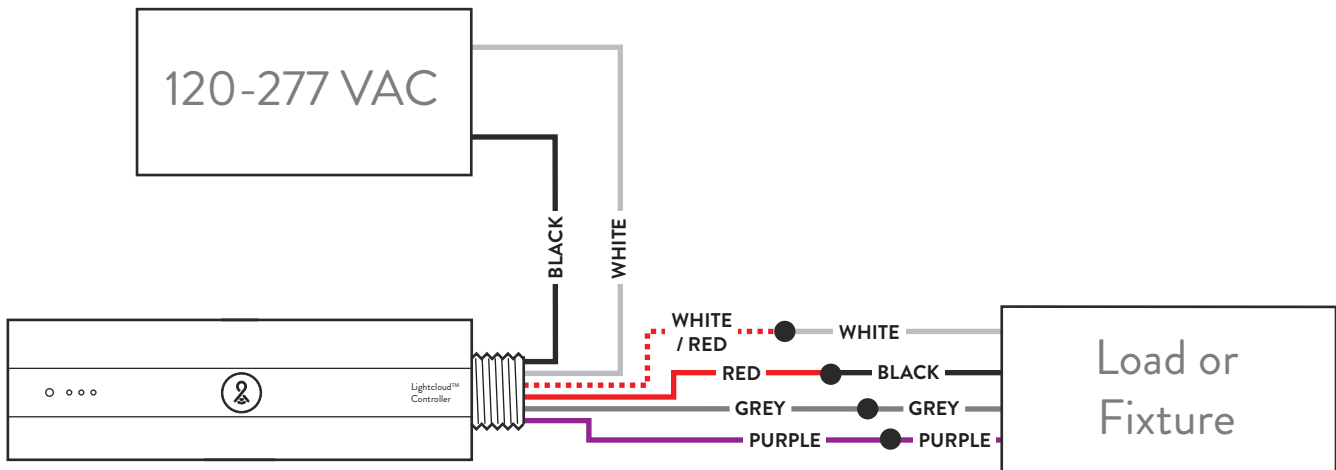 120-277 VAC
BLACK
WHITE
WHITE
/ RED
WHITE
RED
BLACK
GREY
GREY
PURPLE
PURPLE
Lightcloud™
Controller
Load or
Fixture